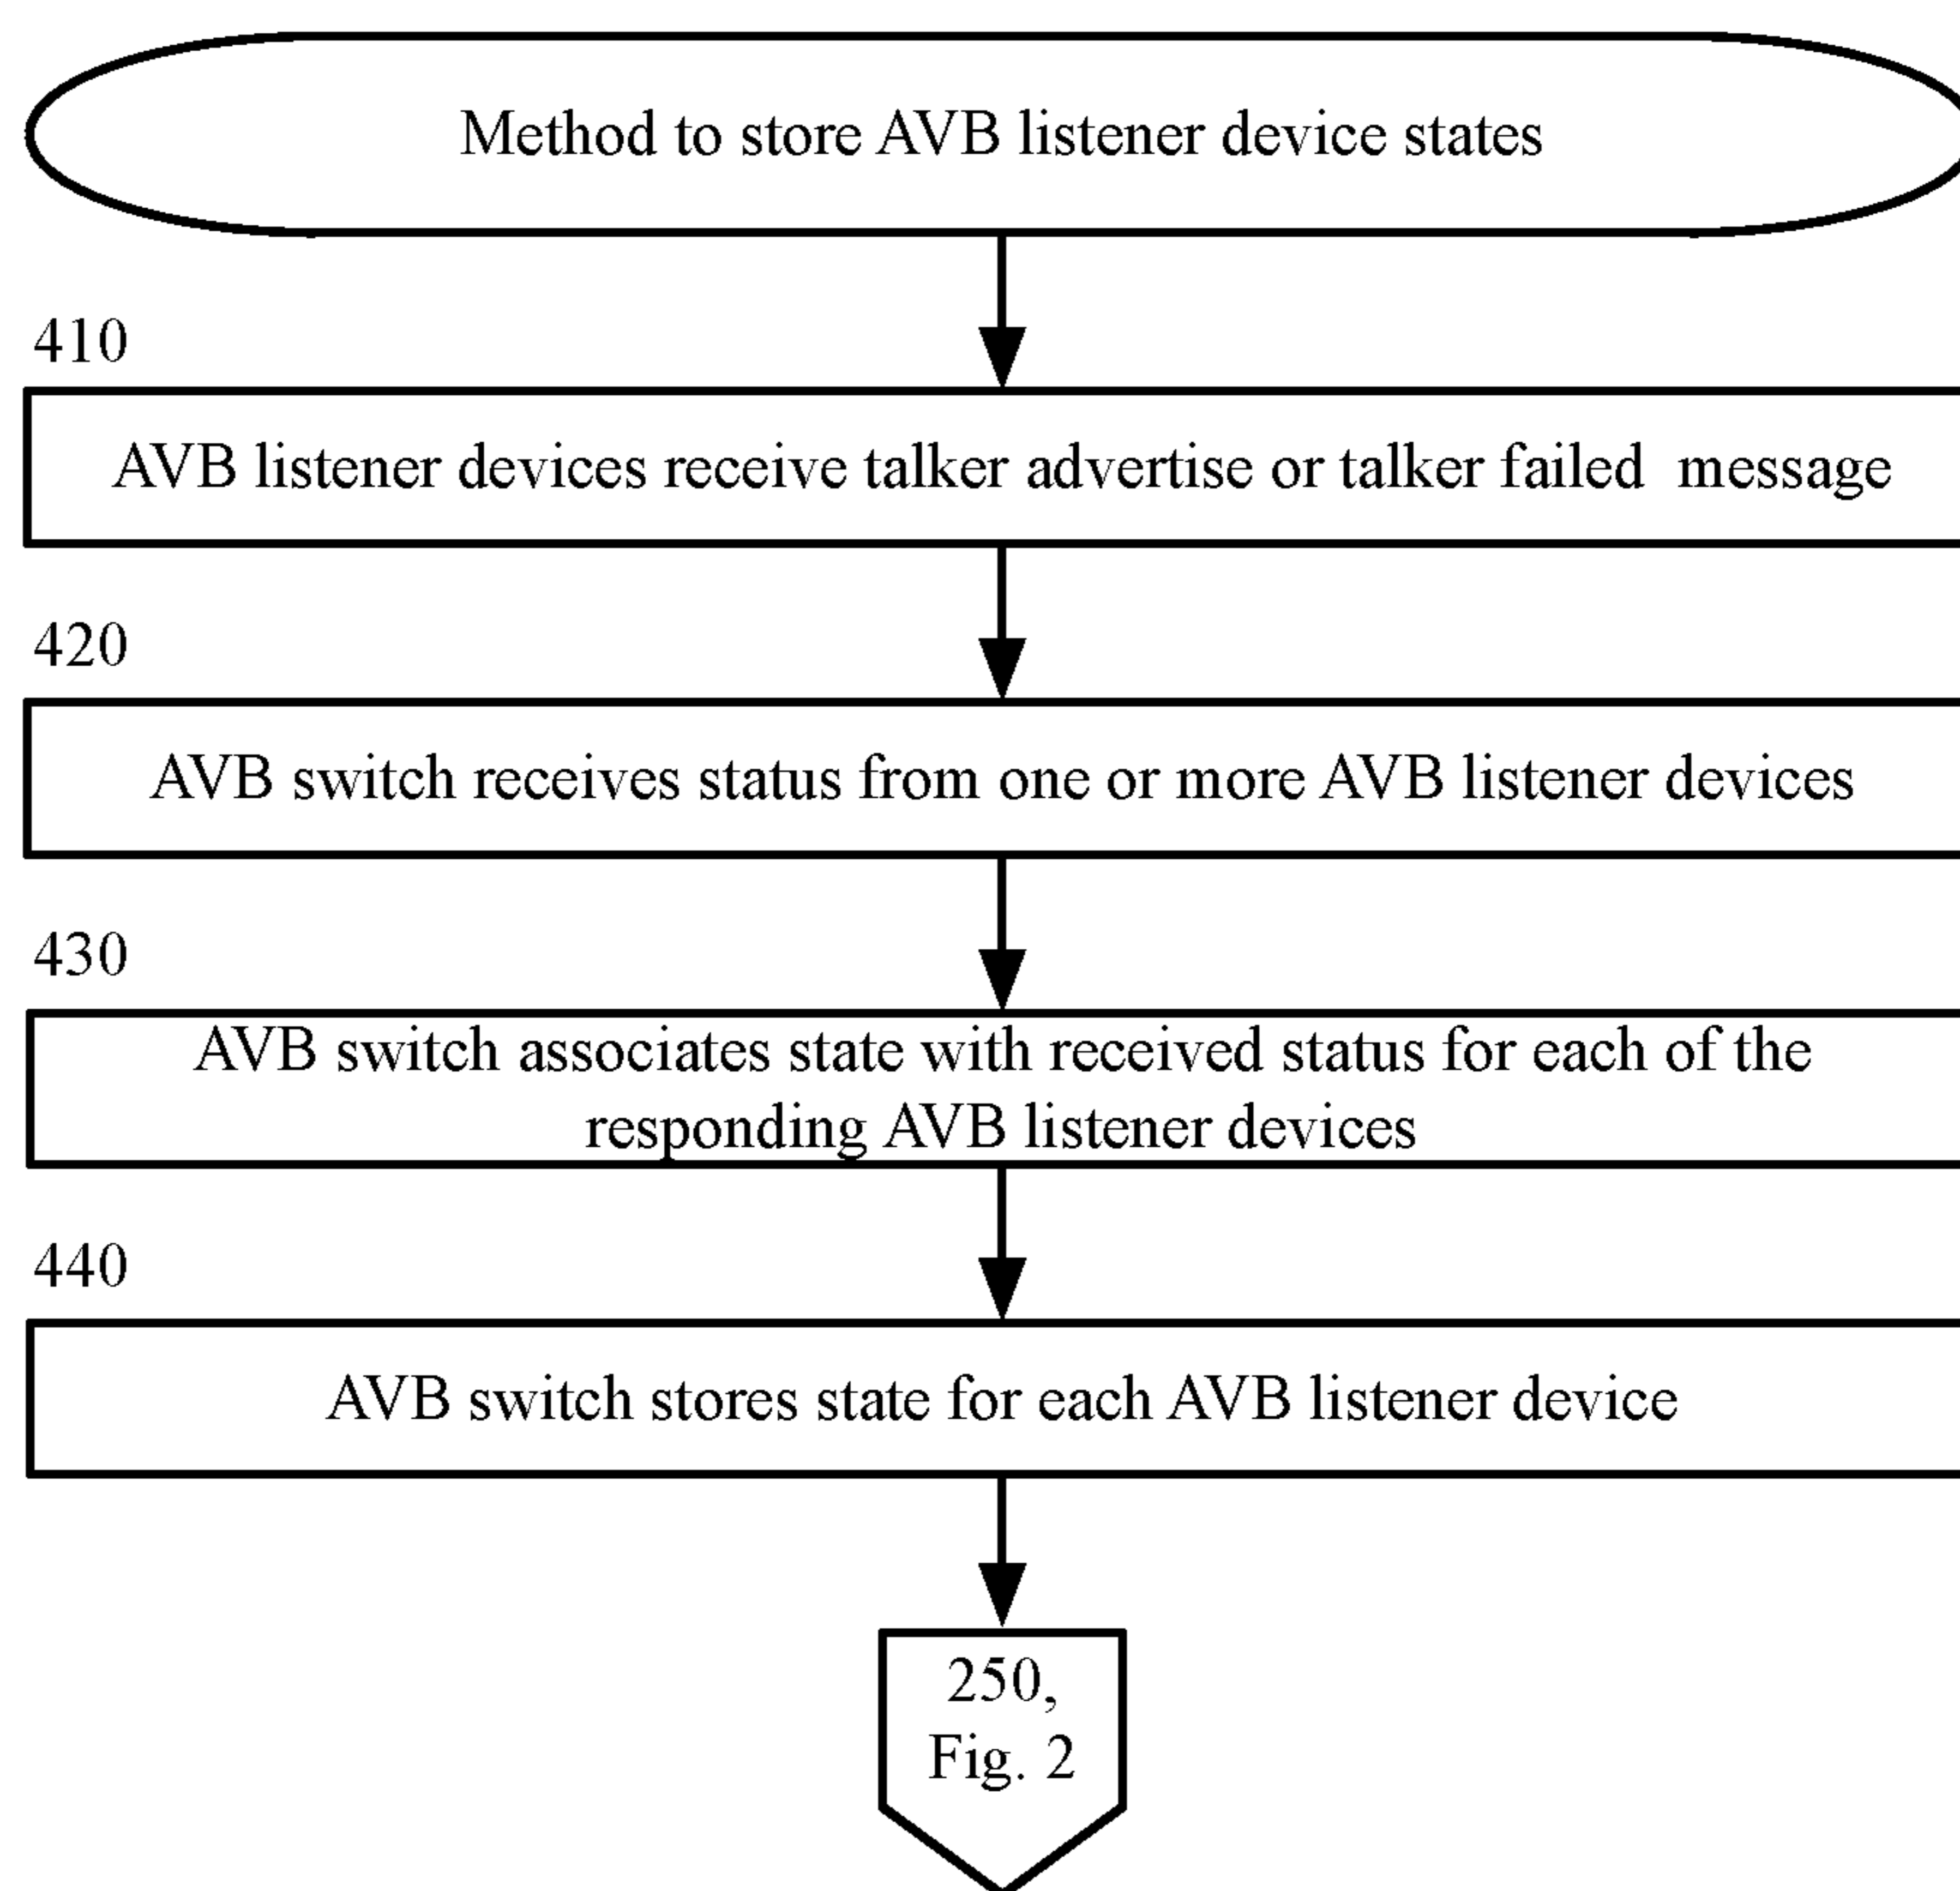 Method to store AVB listener device states
410
AVB listener devices receive talker advertise or talker failed message
420
AVB switch receives status from one or more AVB listener devices
430
AVB switch associates state with received status for each of the
responding AVB listener devices
440
AVB switch stores state for each AVB listener device
250,
Fig. 2